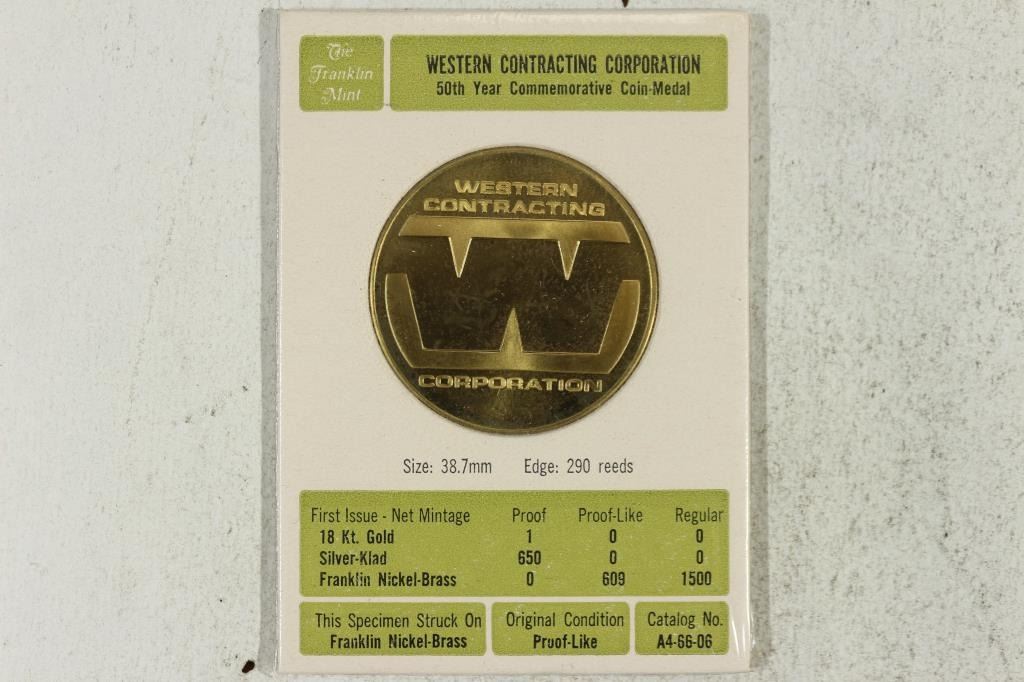 The
Franklin
Mint
WESTERN CONTRACTING CORPORATION
50th Year Commemorative Coin-Medal
WESTERN
CONTRACTING
CORPORATION
Size: 38.7mm Edge: 290 reeds
First Issue - Net Mintage Proof Proof-Like Regular
18 Kt. Gold 1 0 0
Silver-Klad 650 0 0
Franklin Nickel-Brass 0 609 1500
This Specimen Struck On
Franklin Nickel-Brass
Original Condition
Proof-Like
Catalog No.
A4-66-06